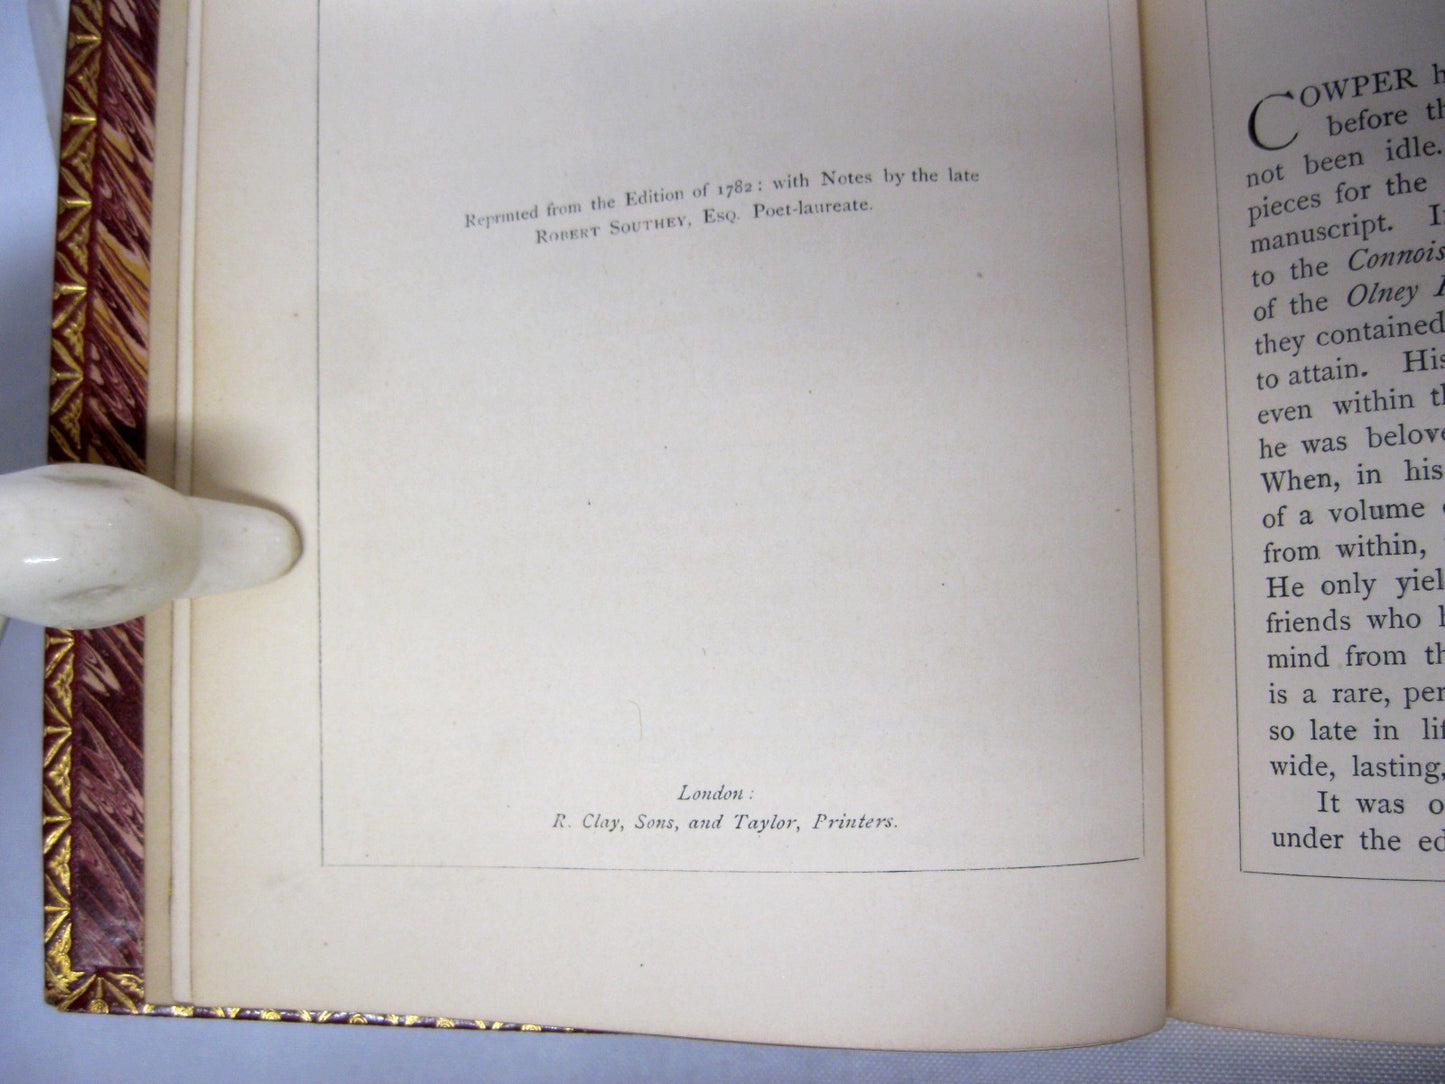 Reprinted from the Edition of 1782: with Notes by the late
ROBERT SOUTHEY, ESQ. Poet-laureate.
London:
R. Clay, Sons, and Taylor, Printers.
COWPER
before
not been idle.
pieces for the
manuscript.
to the
of the Olney
they contained
to attain. His
even within
he was
When, in his
of a volume
from within,
He only
friends who
mind from
is a rare,
so late in
wide, lasting,
It was
under the